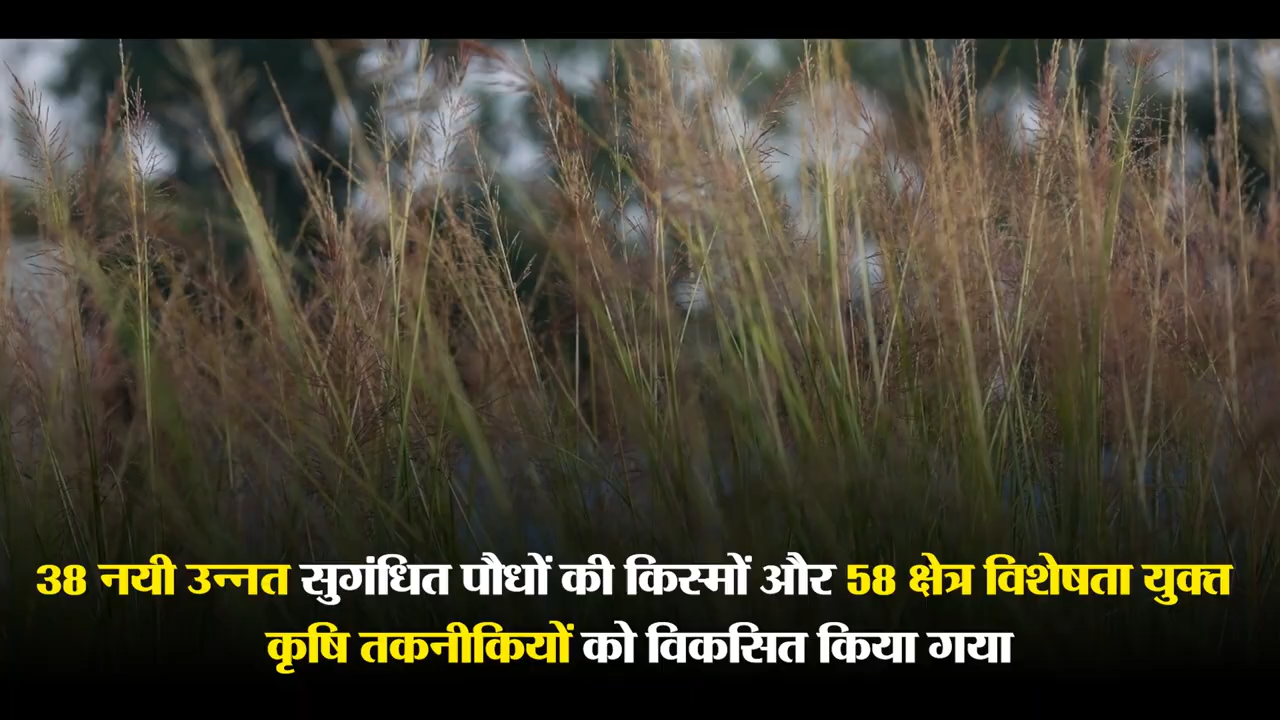 38 नयी उन्नत सुगंधित पौधों की किस्मों और 58 क्षेत्र विशेषता युक्त
कृषि तकनीकियों को विकसित किया गया